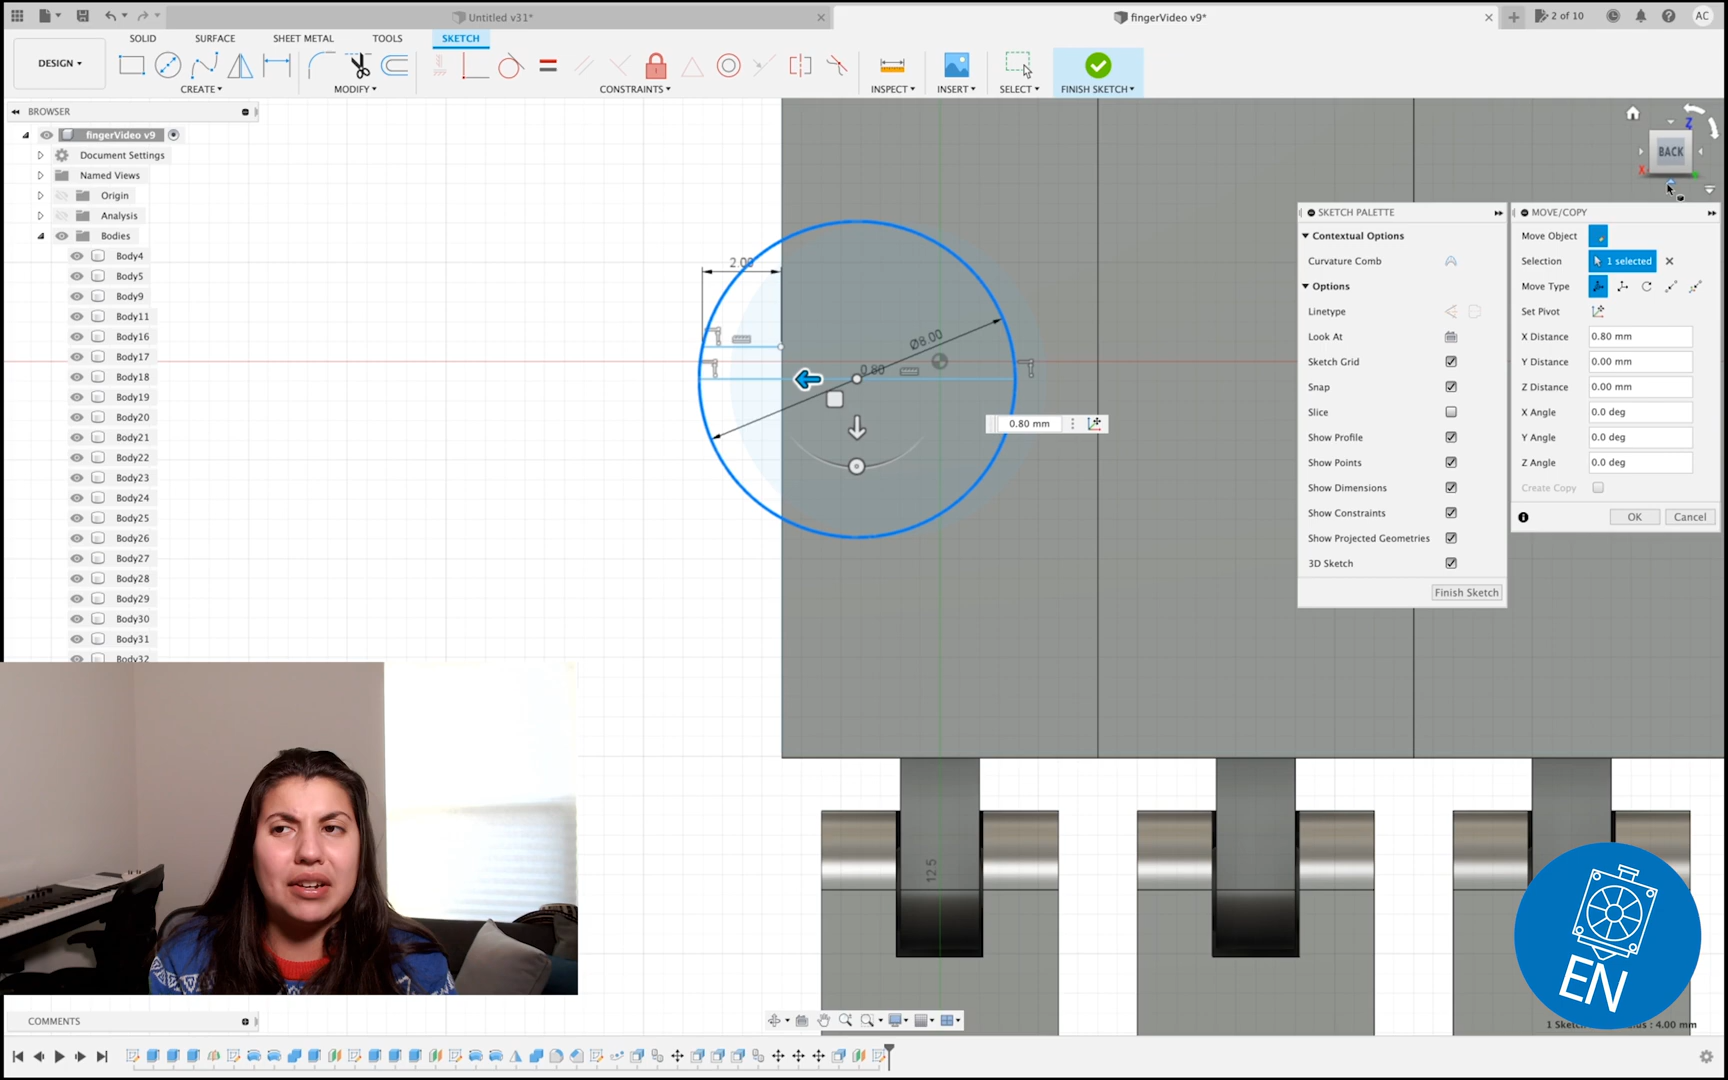 Untitled v31*
fingerVideo v9*
2 of 10
AC
DESIGN
SOLID
SURFACE
SHEET METAL
TOOLS
SKETCH
CREATE
MODIFY
CONSTRAINTS
INSPECT
INSERT
SELECT
FINISH SKETCH
BROWSER
fingerVideo v9
Document Settings
Named Views
Origin
Analysis
Bodies
Body4
Body5
Body9
Body11
Body16
Body17
Body18
Body19
Body20
Body21
Body22
Body23
Body24
Body25
Body26
Body27
Body28
Body29
Body30
Body31
Body32
2.00
Ø8.00
0.80
0.80 mm
12.5
Z
BACK
X
SKETCH PALETTE
Contextual Options
Curvature Comb
Options
Linetype
Look At
Sketch Grid
Snap
Slice
Show Profile
Show Points
Show Dimensions
Show Constraints
Show Projected Geometries
3D Sketch
Finish Sketch
MOVE/COPY
Move Object
Selection
1 selected
Move Type
Set Pivot
X Distance
0.80 mm
Y Distance
0.00 mm
Z Distance
0.00 mm
X Angle
0.0 deg
Y Angle
0.0 deg
Z Angle
0.0 deg
Create Copy
OK
Cancel
EN
: 4.00 mm
COMMENTS